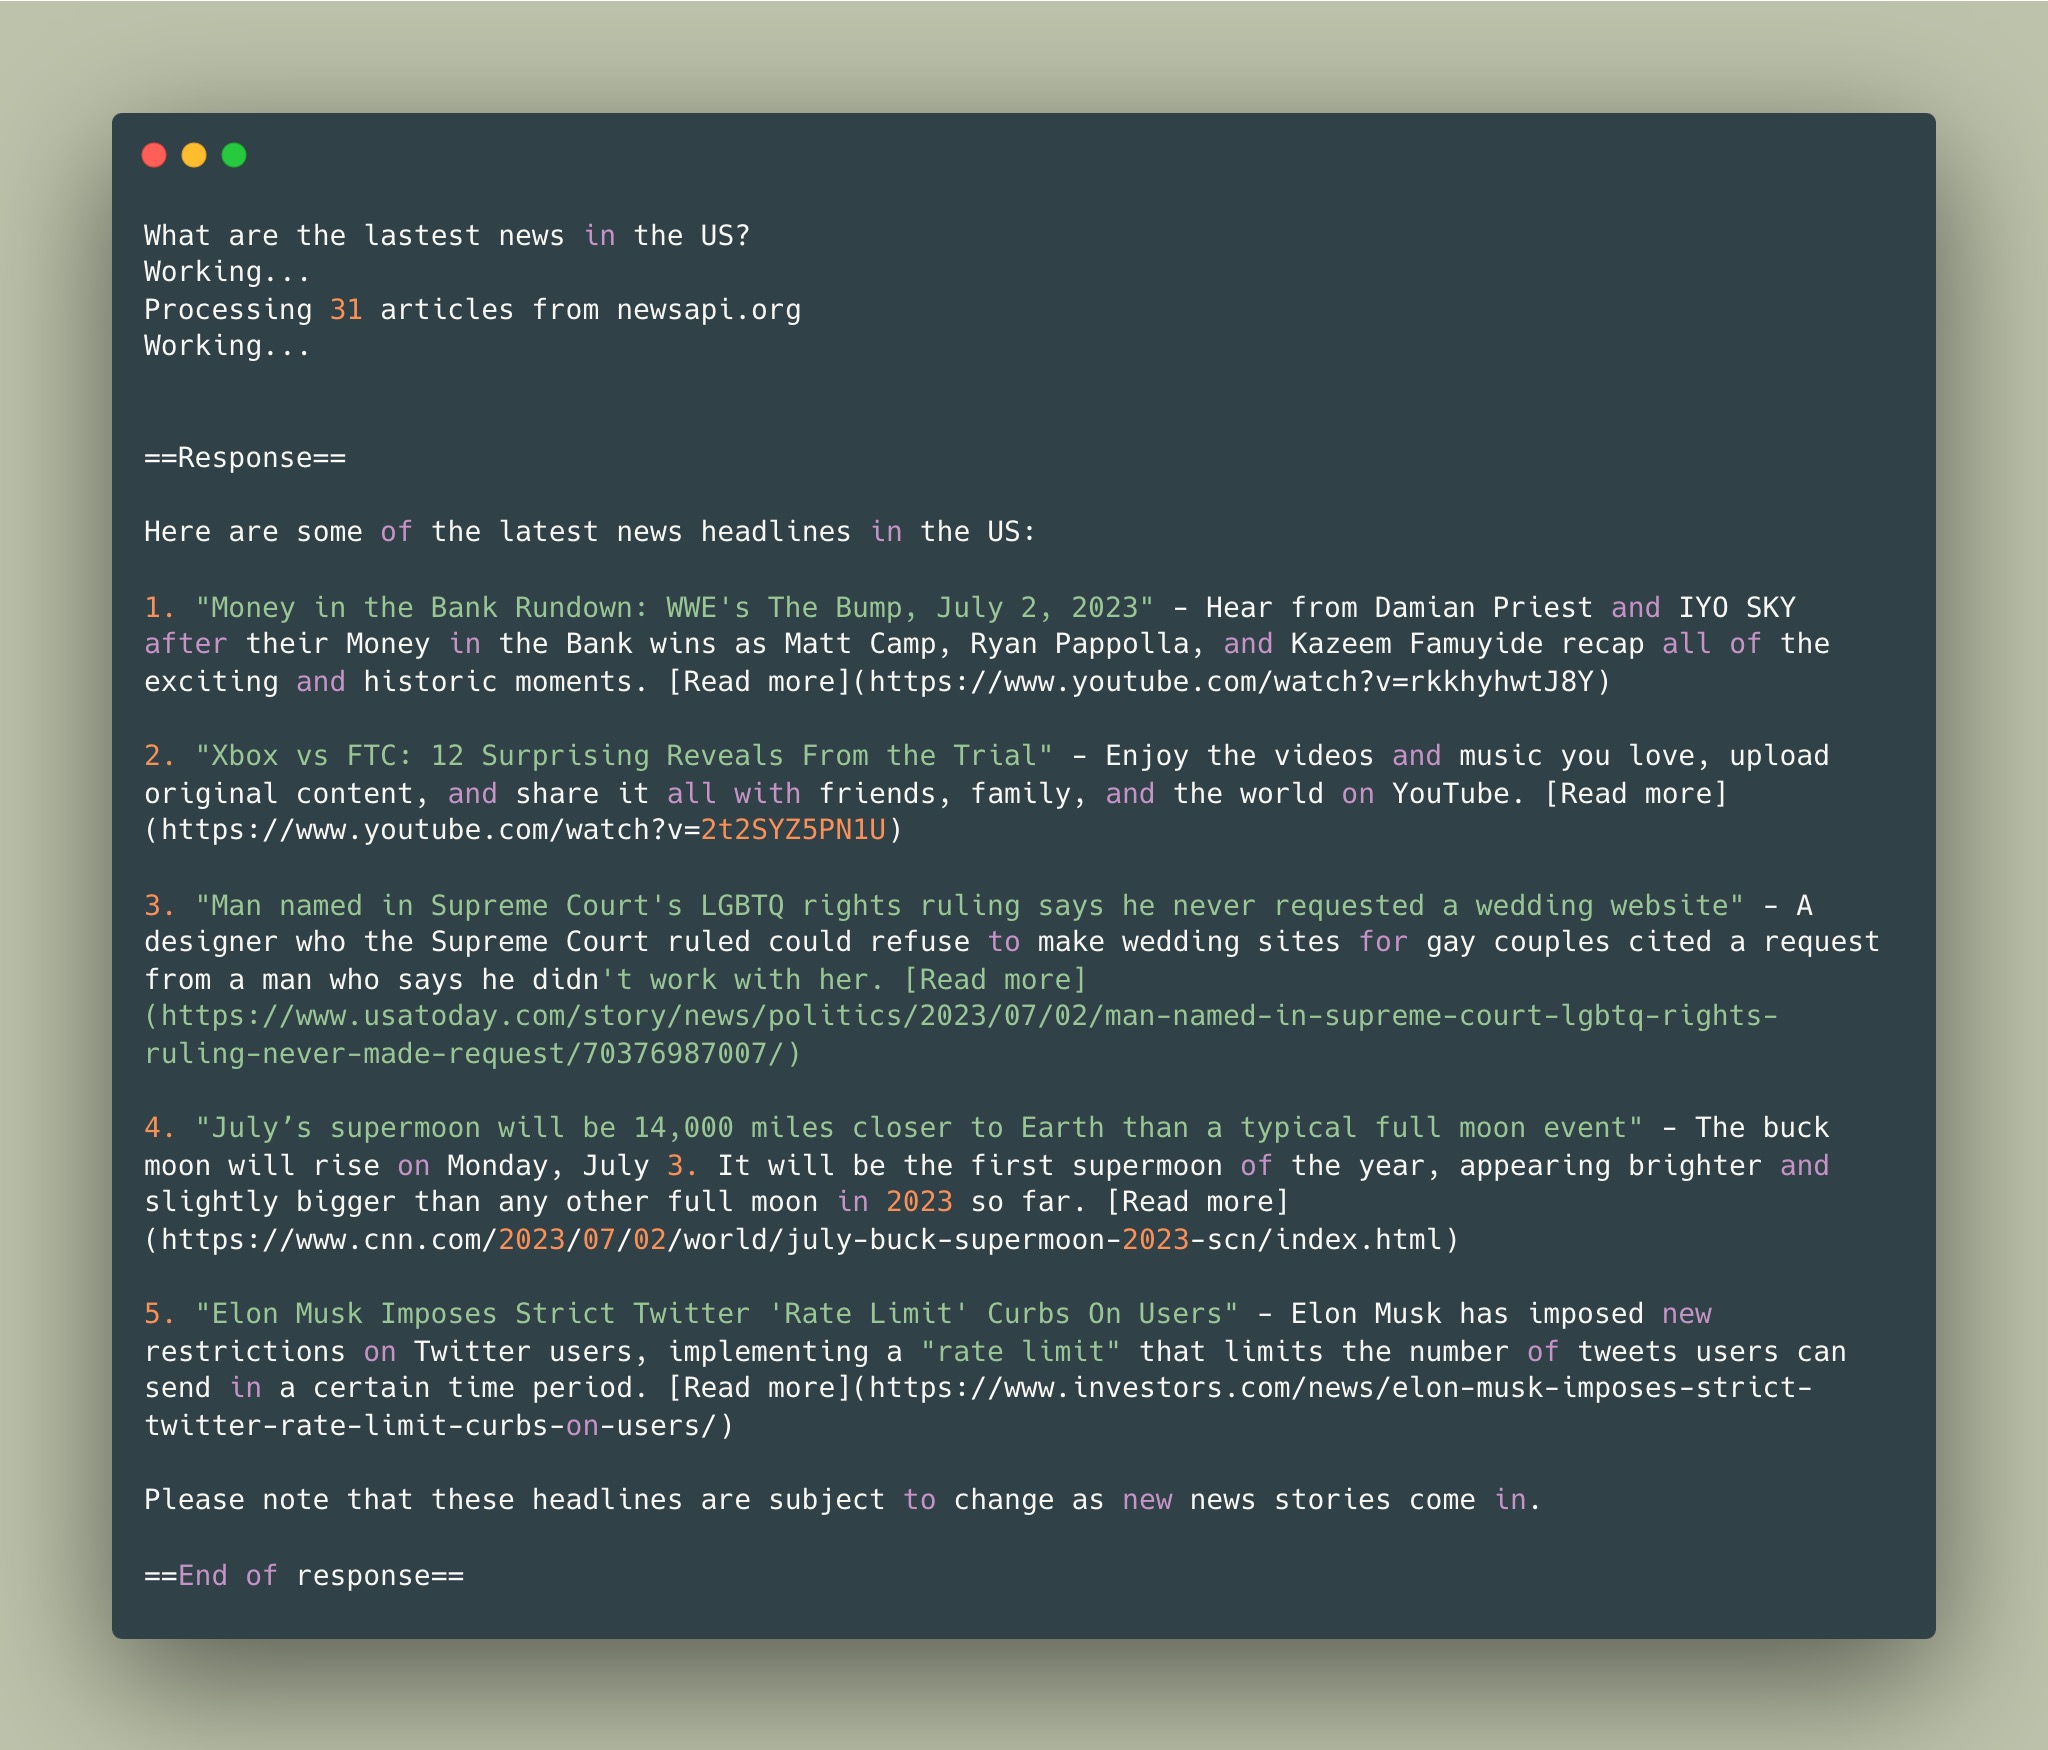 What are the lastest news in the US?
Working...
Processing 31 articles from newsapi.org
Working...
==Response==
Here are some of the latest news headlines in the US:
1. "Money in the Bank Rundown: WWE's The Bump, July 2, 2023" - Hear from Damian Priest and IYO SKY
after their Money in the Bank wins as Matt Camp, Ryan Pappolla, and Kazeem Famuyide recap all of the
exciting and historic moments. [Read more](https://www.youtube.com/watch?v=rkkhyhwtJ8Y)
2. "Xbox vs FTC: 12 Surprising Reveals From the Trial" - Enjoy the videos and music you love, upload
original content, and share it all with friends, family, and the world on YouTube. [Read more]
(https://www.youtube.com/watch?v=2t2SYZ5PN1U)
3. "Man named in Supreme Court's LGBTQ rights ruling says he never requested a wedding website" - A
designer who the Supreme Court ruled could refuse to make wedding sites for gay couples cited a request
from a man who says he didn't work with her. [Read more]
(https://www.usatoday.com/story/news/politics/2023/07/02/man-named-in-supreme-court-lgbtq-rights-
ruling-never-made-request/70376987007/)
4. "July’s supermoon will be 14,000 miles closer to Earth than a typical full moon event" - The buck
moon will rise on Monday, July 3. It will be the first supermoon of the year, appearing brighter and
slightly bigger than any other full moon in 2023 so far. [Read more]
(https://www.cnn.com/2023/07/02/world/july-buck-supermoon-2023-scn/index.html)
5. "Elon Musk Imposes Strict Twitter 'Rate Limit' Curbs On Users" - Elon Musk has imposed new
restrictions on Twitter users, implementing a "rate limit" that limits the number of tweets users can
send in a certain time period. [Read more](https://www.investors.com/news/elon-musk-imposes-strict-
twitter-rate-limit-curbs-on-users/)
Please note that these headlines are subject to change as new news stories come in.
==End of response==